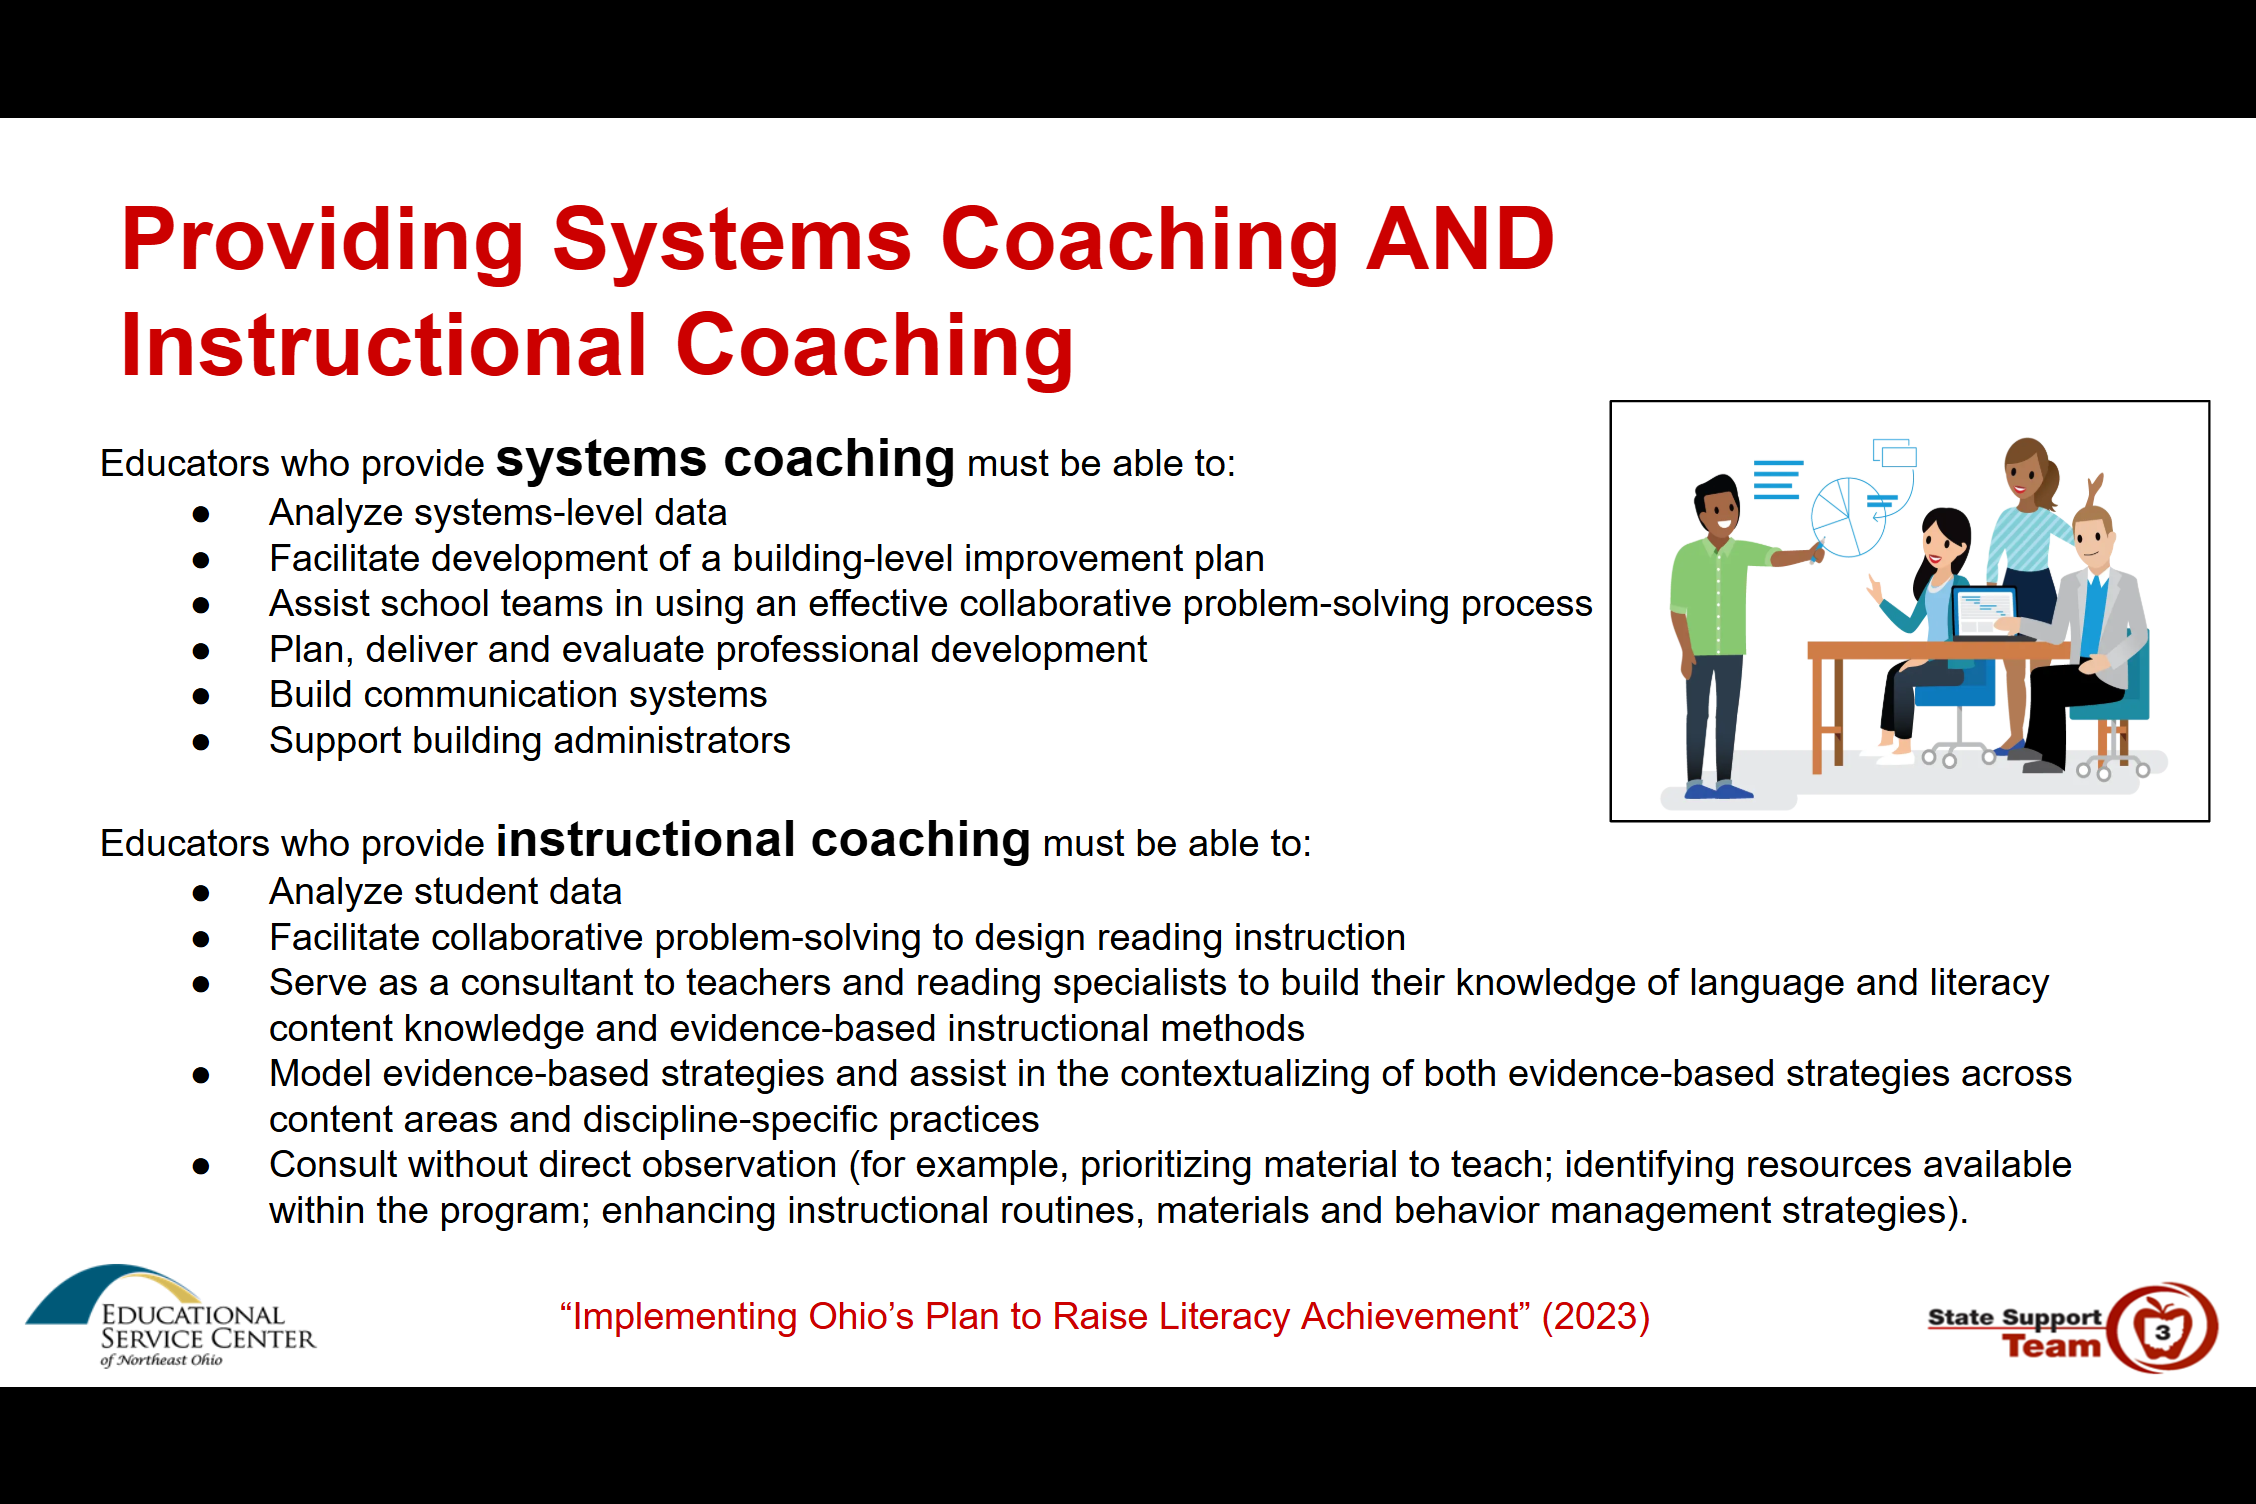 Providing Systems Coaching AND
Instructional Coaching
Educators who provide systems coaching must be able to:
● Analyze systems-level data
● Facilitate development of a building-level improvement plan
● Assist school teams in using an effective collaborative problem-solving process
● Plan, deliver and evaluate professional development
● Build communication systems
● Support building administrators
Educators who provide instructional coaching must be able to:
● Analyze student data
● Facilitate collaborative problem-solving to design reading instruction
● Serve as a consultant to teachers and reading specialists to build their knowledge of language and literacy
content knowledge and evidence-based instructional methods
● Model evidence-based strategies and assist in the contextualizing of both evidence-based strategies across
content areas and discipline-specific practices
● Consult without direct observation (for example, prioritizing material to teach; identifying resources available
within the program; enhancing instructional routines, materials and behavior management strategies).
EDUCATIONAL
SERVICE CENTER
of Northeast Ohio
“Implementing Ohio’s Plan to Raise Literacy Achievement” (2023)
State Support
Team
3